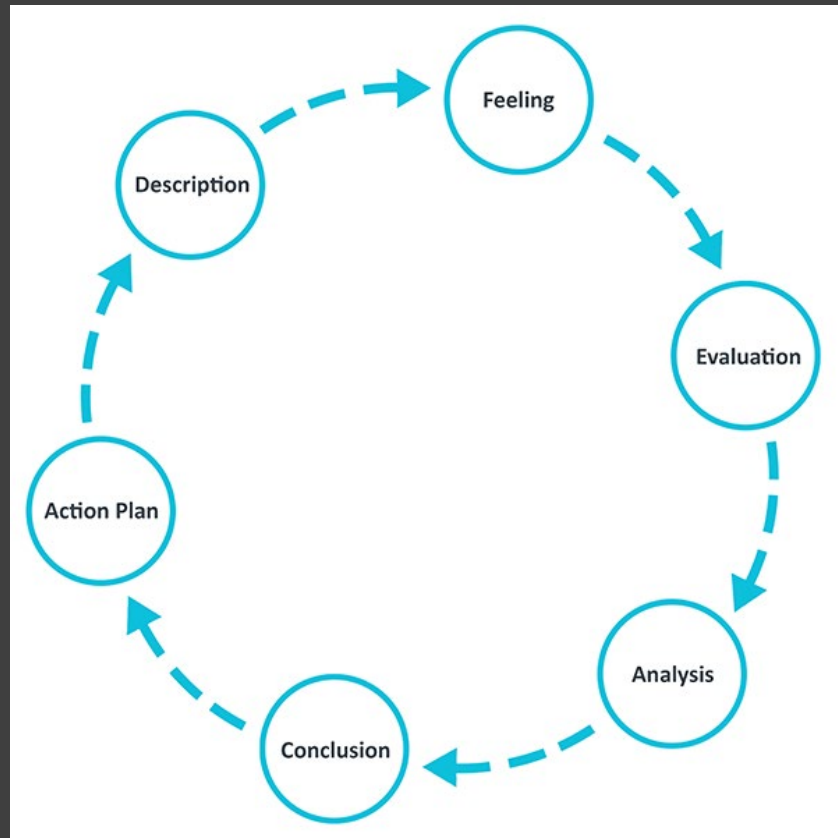 Feeling
Description
Evaluation
Action Plan
Analysis
Conclusion